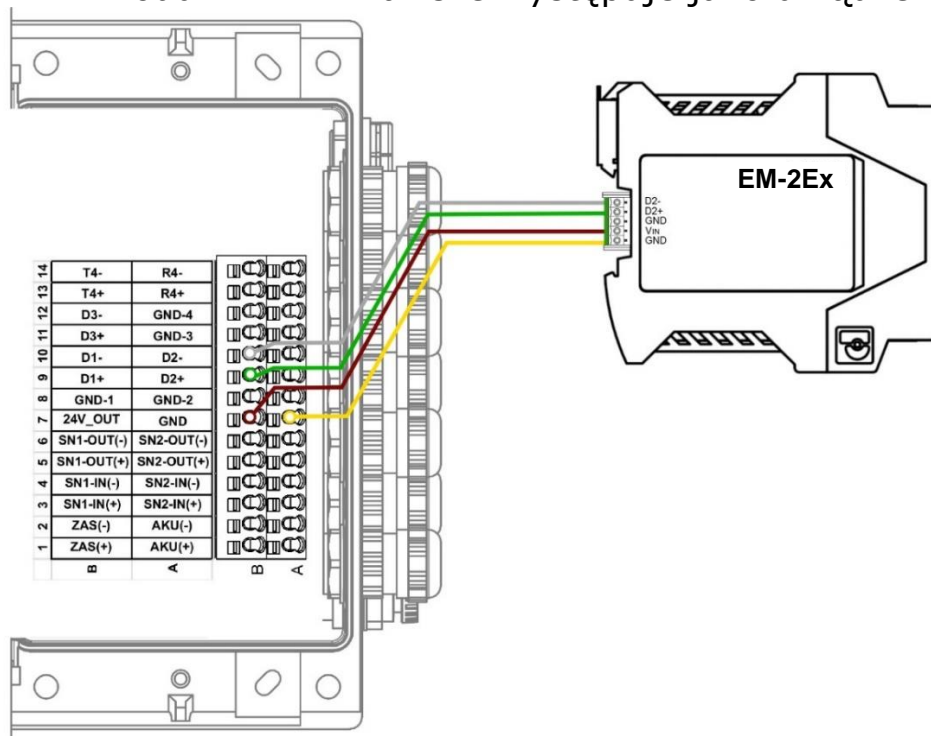 EM-2Ex
D2-
D2+
GND
VIN
GND
14 T4- R4-
13 T4+ R4+
12 D3- GND-4
11 D3+ GND-3
10 D1- D2-
9 D1+ D2+
8 GND-1 GND-2
7 24V_OUT GND
6 SN1-OUT(-) SN2-OUT(-)
5 SN1-OUT(+) SN2-OUT(+)
4 SN1-IN(-) SN2-IN(-)
3 SN1-IN(+) SN2-IN(+)
2 ZAS(-) AKU(-)
1 ZAS(+) AKU(+)
B A B A